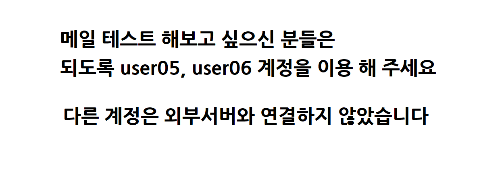 메일 테스트 해보고 싶으신 분들은
되도록 user05, user06 계정을 이용 해 주세요
다른 계정은 외부서버와 연결하지 않았습니다